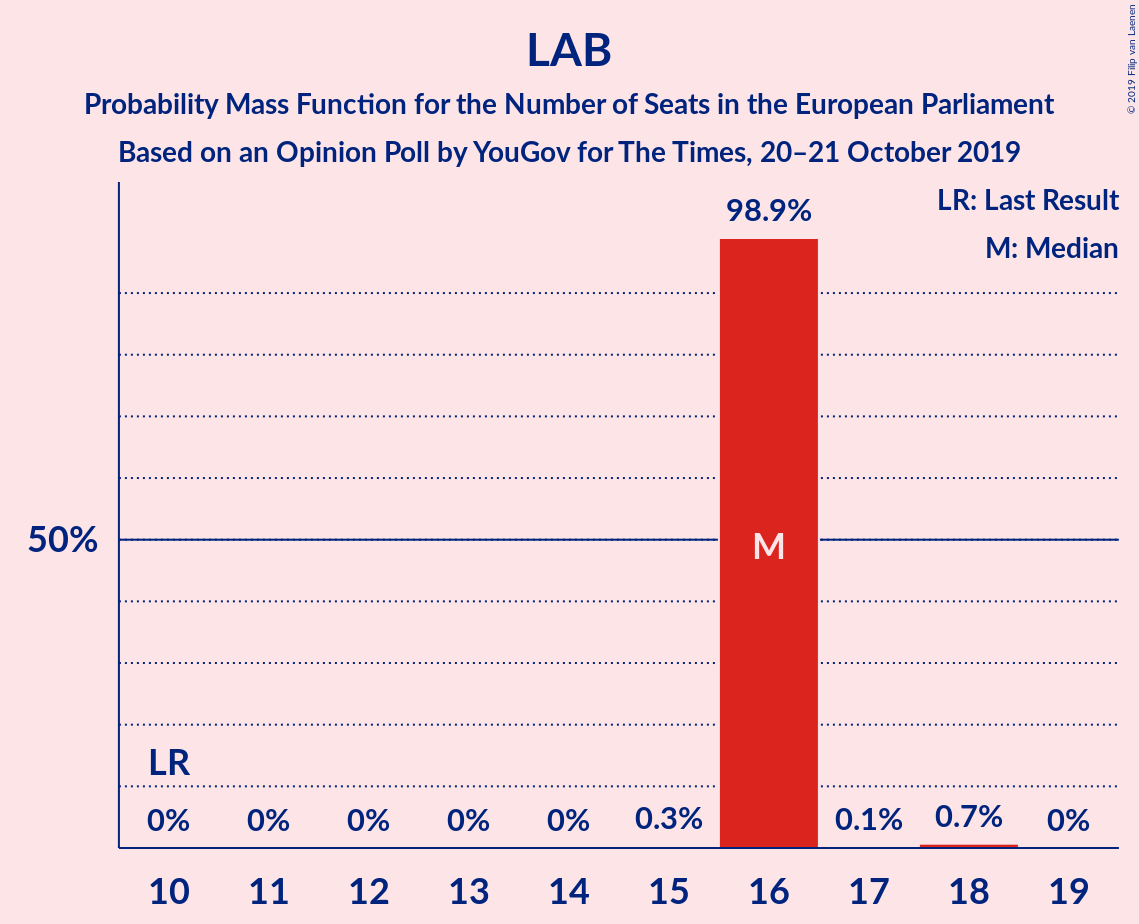 LAB
Probability Mass Function for the Number of Seats in the European Parliament
Based on an Opinion Poll by YouGov for The Times, 20–21 October 2019
© 2019 Filip van Laenen
LR: Last Result
M: Median
98.9%
50%
M
LR
0% 0% 0% 0% 0% 0.3% 0.1% 0.7% 0%
10 11 12 13 14 15 16 17 18 19